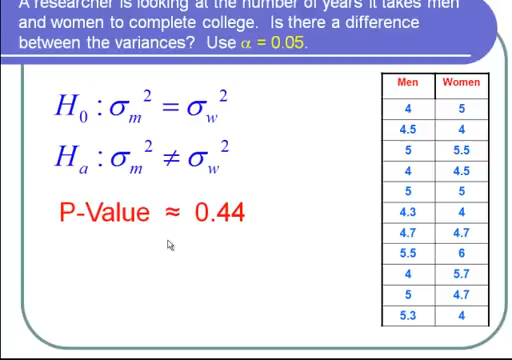 A researcher is looking at the number of years it takes men
and women to complete college. Is there a difference
between the variances? Use α = 0.05.
H₀ : σₘ² = σ_w²
Hₐ : σₘ² ≠ σ_w²
P-Value ≈ 0.44
Men Women
4 5
4.5 4
5 5.5
4 4.5
5 5
4.3 4
4.7 4.7
5.5 6
4 5.7
5 4.7
5.3 4